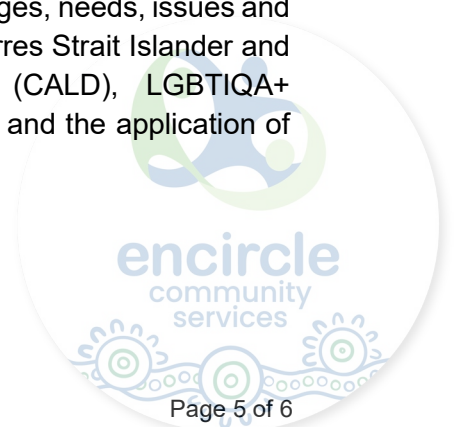 ges, needs, issues and
rres Strait Islander and
(CALD), LGBTIQA+
and the application of
encircle
community
services
Page 5 of 6